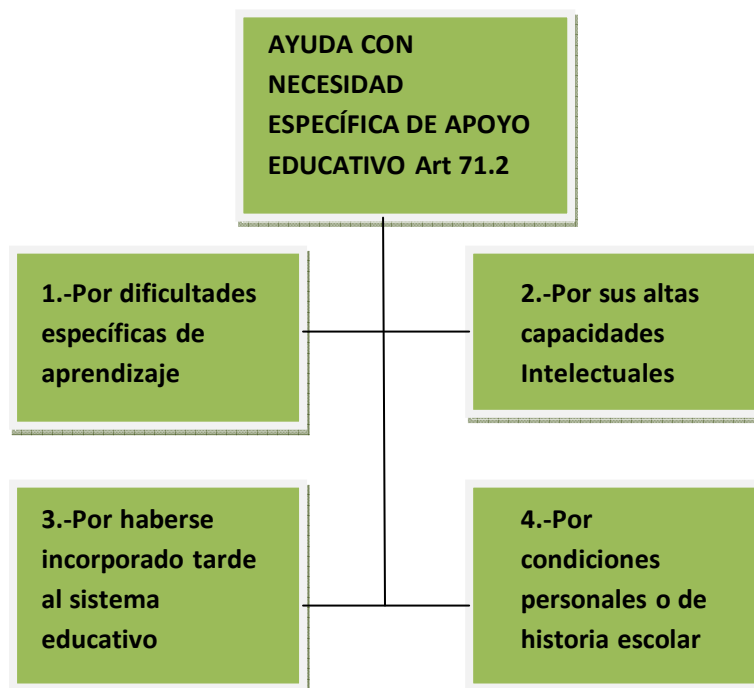 AYUDA CON
NECESIDAD
ESPECÍFICA DE APOYO
EDUCATIVO Art 71.2
1.-Por dificultades
específicas de
aprendizaje
2.-Por sus altas
capacidades
Intelectuales
3.-Por haberse
incorporado tarde
al sistema
educativo
4.-Por
condiciones
personales o de
historia escolar